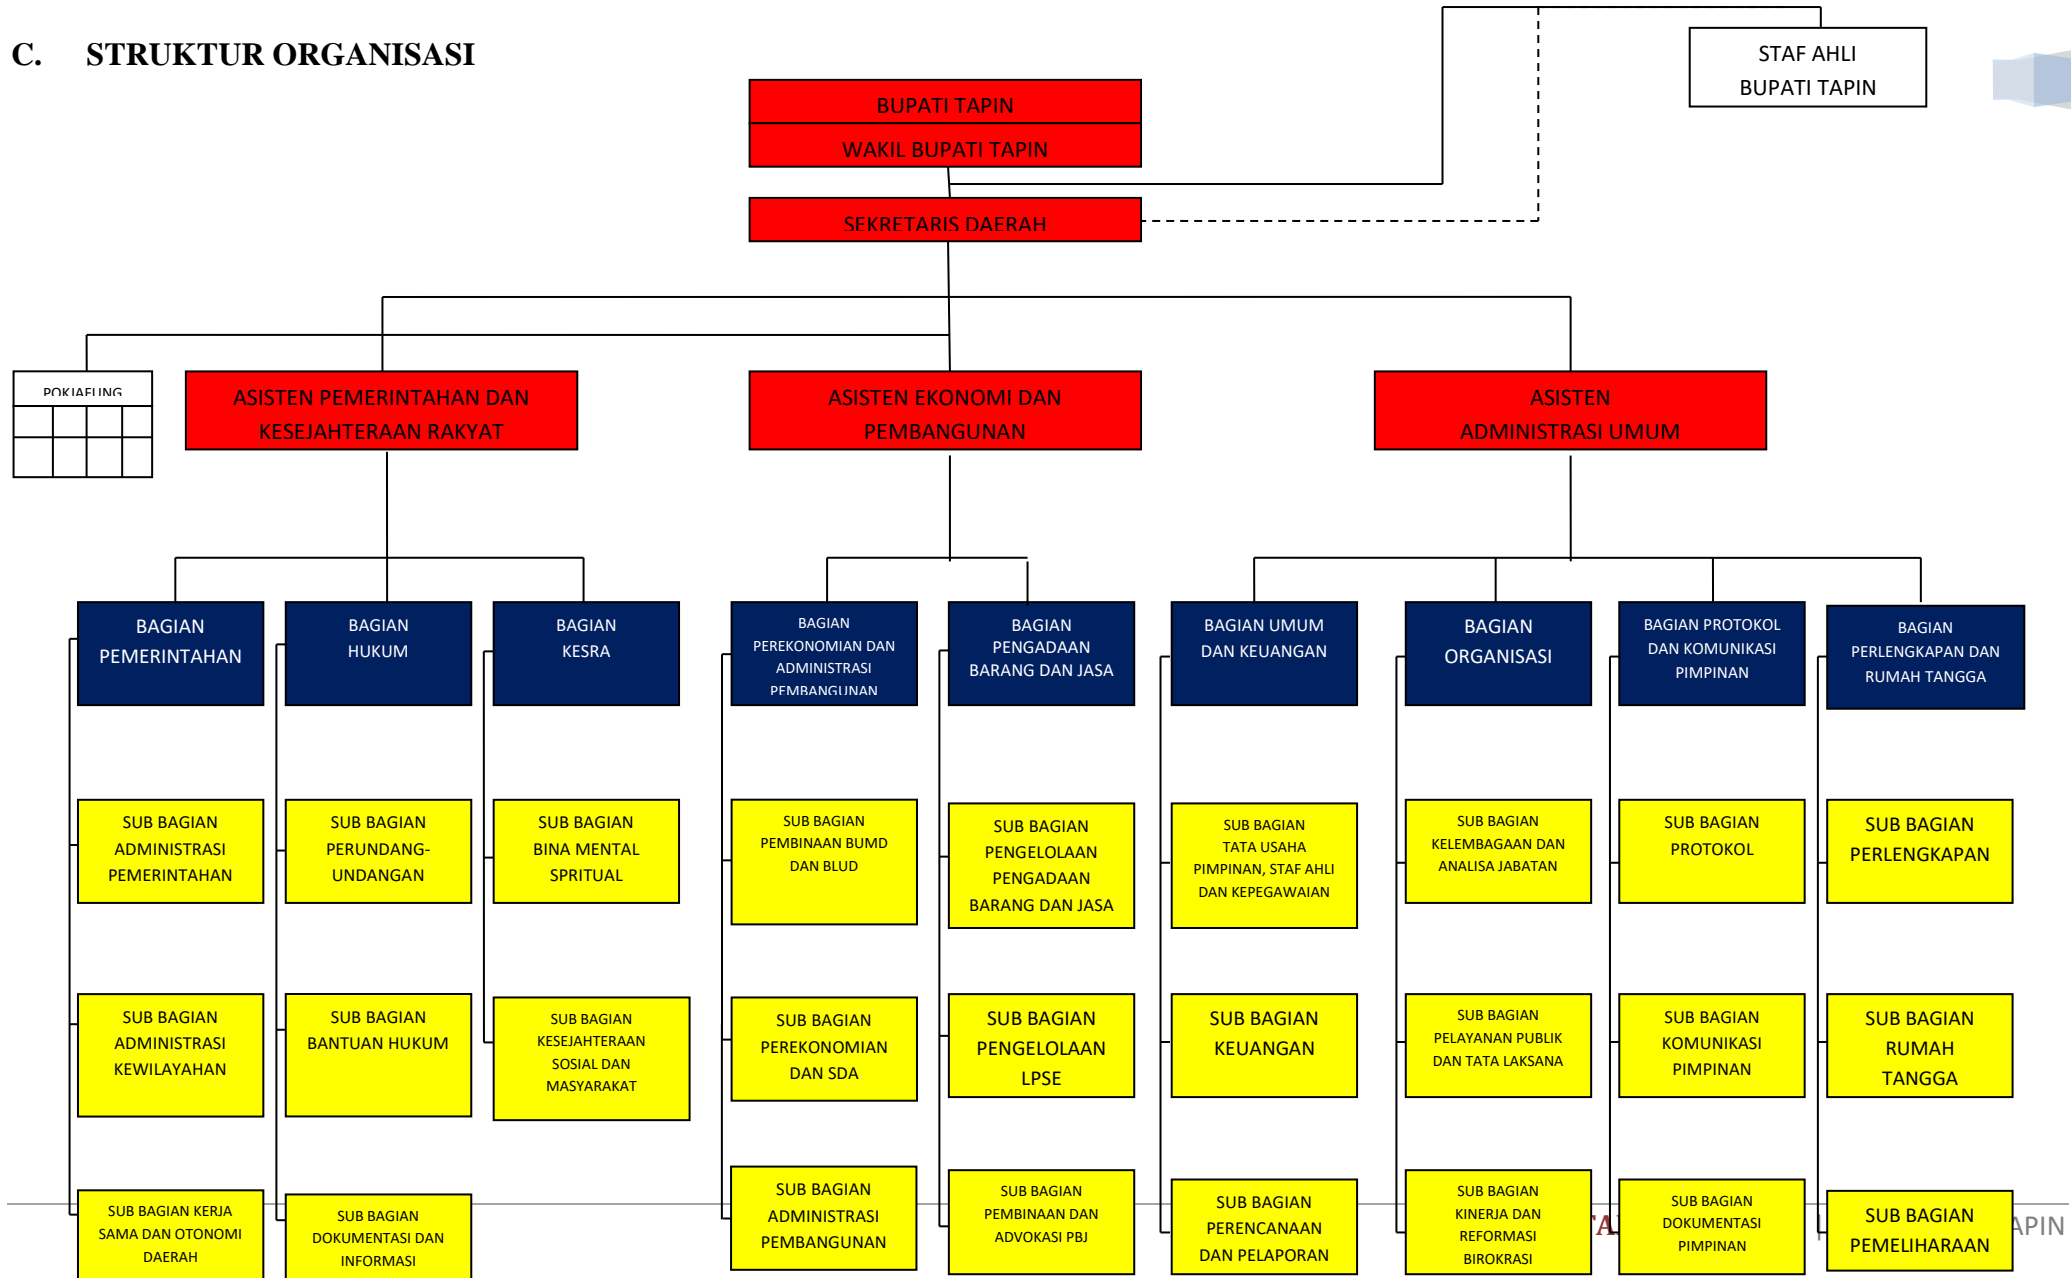 C. STRUKTUR ORGANISASI
STAF AHLI
BUPATI TAPIN
BUPATI TAPIN
WAKIL BUPATI TAPIN
SEKRETARIS DAERAH
ASISTEN PEMERINTAHAN DAN
KESEJAHTERAAN RAKYAT
ASISTEN EKONOMI DAN
PEMBANGUNAN
ASISTEN
ADMINISTRASI UMUM
BAGIAN
PEMERINTAHAN
BAGIAN
HUKUM
BAGIAN
KESRA
BAGIAN
PEREKONOMIAN DAN
ADMINISTRASI
PEMBANGUNAN
BAGIAN
PENGADAAN
BARANG DAN JASA
BAGIAN UMUM
DAN KEUANGAN
BAGIAN
ORGANISASI
BAGIAN PROTOKOL
DAN KOMUNIKASI
PIMPINAN
BAGIAN
PERLENGKAPAN DAN
RUMAH TANGGA
SUB BAGIAN
ADMINISTRASI
PEMERINTAHAN
SUB BAGIAN
PERUNDANG-
UNDANGAN
SUB BAGIAN
BINA MENTAL
SPRITUAL
SUB BAGIAN
PEMBINAAN BUMD
DAN BLUD
SUB BAGIAN
PENGELOLAAN
PENGADAAN
BARANG DAN JASA
SUB BAGIAN
TATA USAHA
PIMPINAN, STAF AHLI
DAN KEPEGAWAIAN
SUB BAGIAN
KELEMBAGAAN DAN
ANALISA JABATAN
SUB BAGIAN
PROTOKOL
SUB BAGIAN
PERLENGKAPAN
SUB BAGIAN
ADMINISTRASI
KEWILAYAHAN
SUB BAGIAN
BANTUAN HUKUM
SUB BAGIAN
KESEJAHTERAAN
SOSIAL DAN
MASYARAKAT
SUB BAGIAN
PEREKONOMIAN
DAN SDA
SUB BAGIAN
PENGELOLAAN
LPSE
SUB BAGIAN
KEUANGAN
SUB BAGIAN
PELAYANAN PUBLIK
DAN TATA LAKSANA
SUB BAGIAN
KOMUNIKASI
PIMPINAN
SUB BAGIAN
RUMAH
TANGGA
SUB BAGIAN KERJA
SAMA DAN OTONOMI
DAERAH
SUB BAGIAN
DOKUMENTASI DAN
INFORMASI
SUB BAGIAN
ADMINISTRASI
PEMBANGUNAN
SUB BAGIAN
PEMBINAAN DAN
ADVOKASI PBJ
SUB BAGIAN
PERENCANAAN
DAN PELAPORAN
SUB BAGIAN
KINERJA DAN
REFORMASI
BIROKRASI
SUB BAGIAN
DOKUMENTASI
PIMPINAN
SUB BAGIAN
PEMELIHARAAN